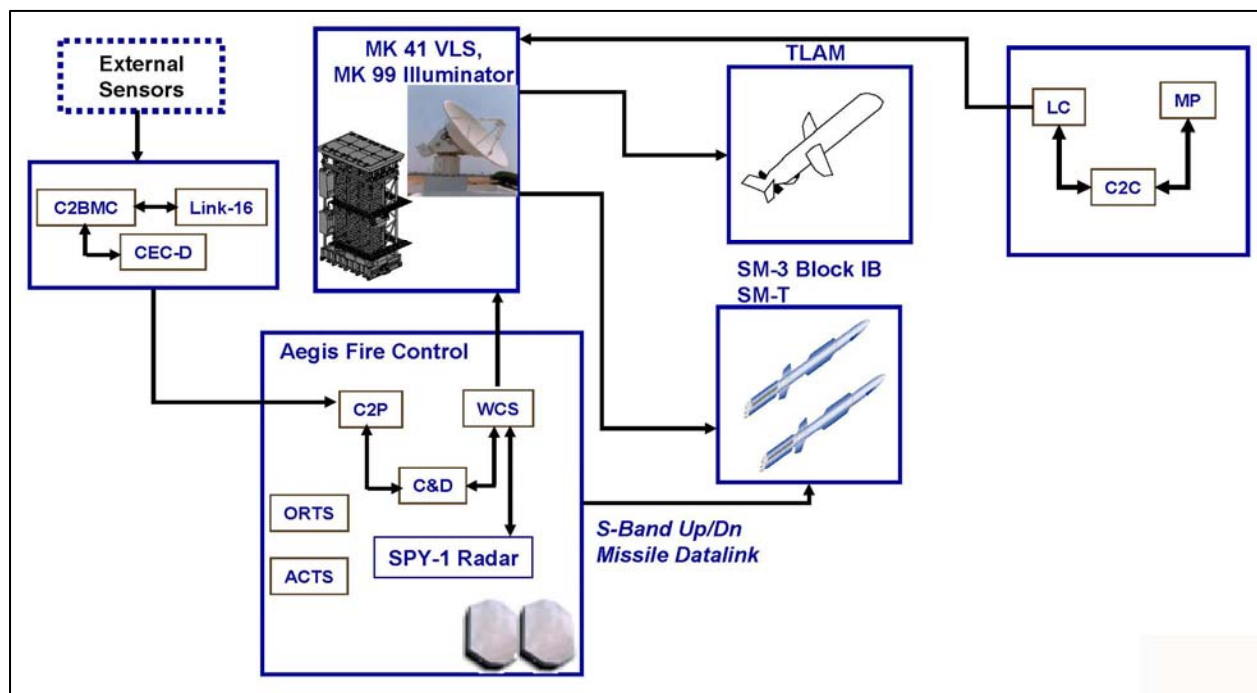 External
Sensors
C2BMC
Link-16
CEC-D
MK 41 VLS,
MK 99 Illuminator
TLAM
LC
MP
C2C
SM-3 Block IB
SM-T
Aegis Fire Control
C2P
WCS
C&D
ORTS
SPY-1 Radar
ACTS
S-Band Up/Dn
Missile Datalink